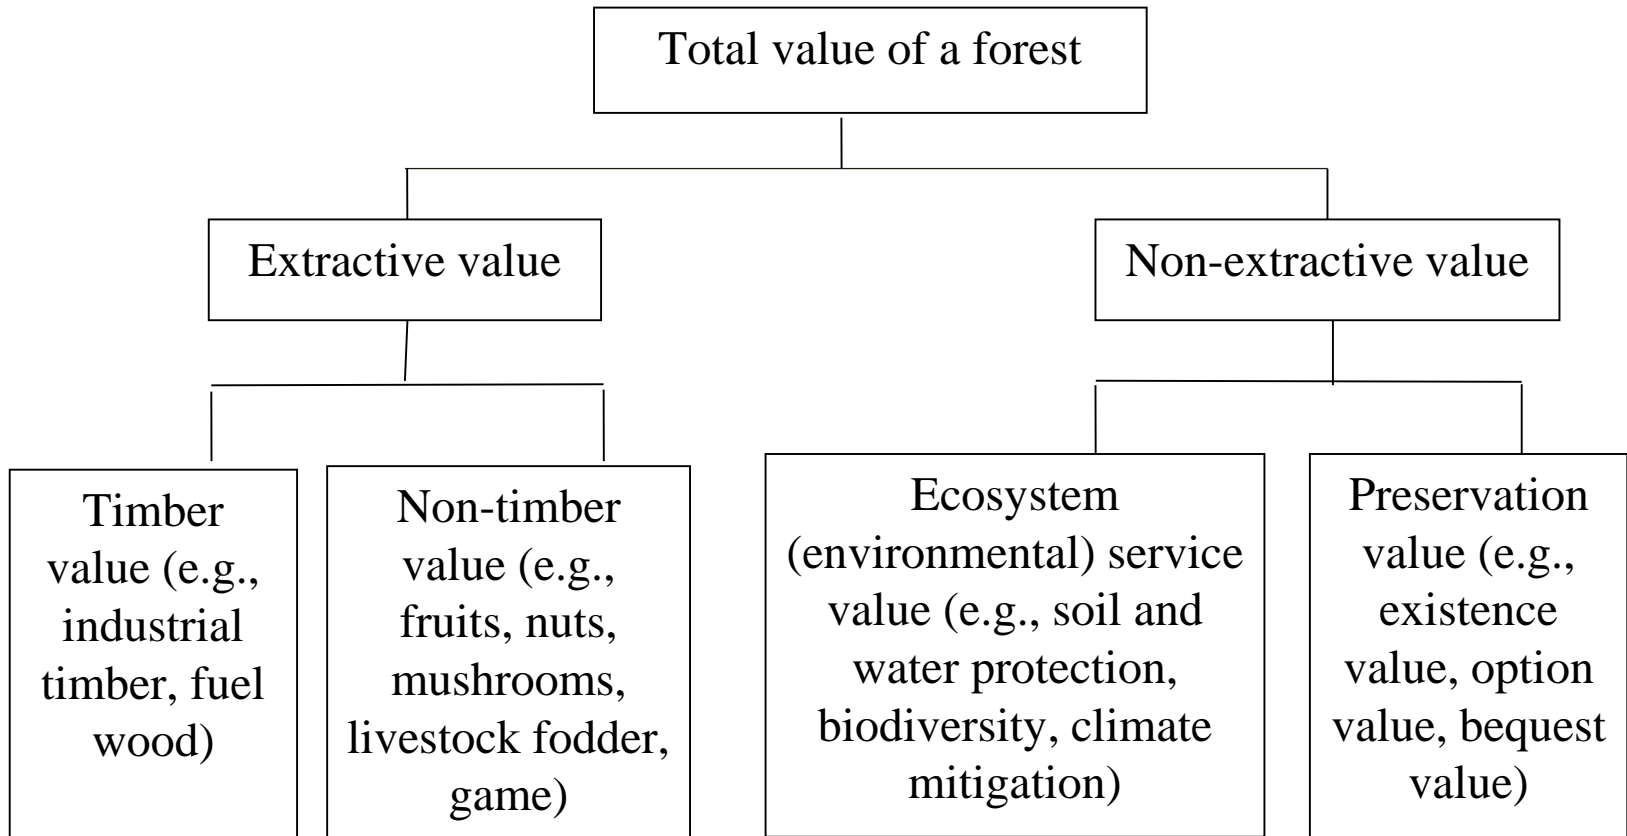 Total value of a forest
Extractive value
Non-extractive value
Timber
value (e.g.,
industrial
timber, fuel
wood)
Non-timber
value (e.g.,
fruits, nuts,
mushrooms,
livestock fodder,
game)
Ecosystem
(environmental) service
value (e.g., soil and
water protection,
biodiversity, climate
mitigation)
Preservation
value (e.g.,
existence
value, option
value, bequest
value)